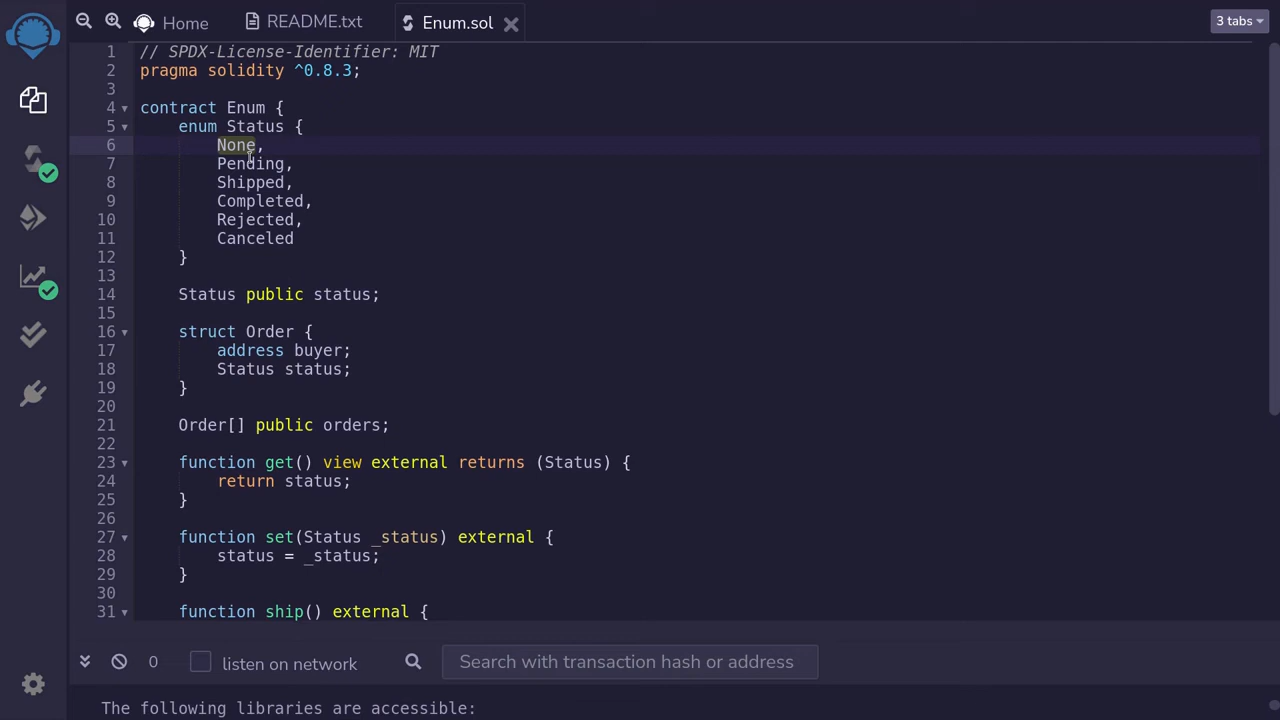 Home README.txt Enum.sol 3 tabs
1 // SPDX-License-Identifier: MIT
2 pragma solidity ^0.8.3;
3
4 contract Enum {
5 enum Status {
6 None,
7 Pending,
8 Shipped,
9 Completed,
10 Rejected,
11 Canceled
12 }
13
14 Status public status;
15
16 struct Order {
17 address buyer;
18 Status status;
19 }
20
21 Order[] public orders;
22
23 function get() view external returns (Status) {
24 return status;
25 }
26
27 function set(Status _status) external {
28 status = _status;
29 }
30
31 function ship() external {
0 listen on network Search with transaction hash or address
The following libraries are accessible: